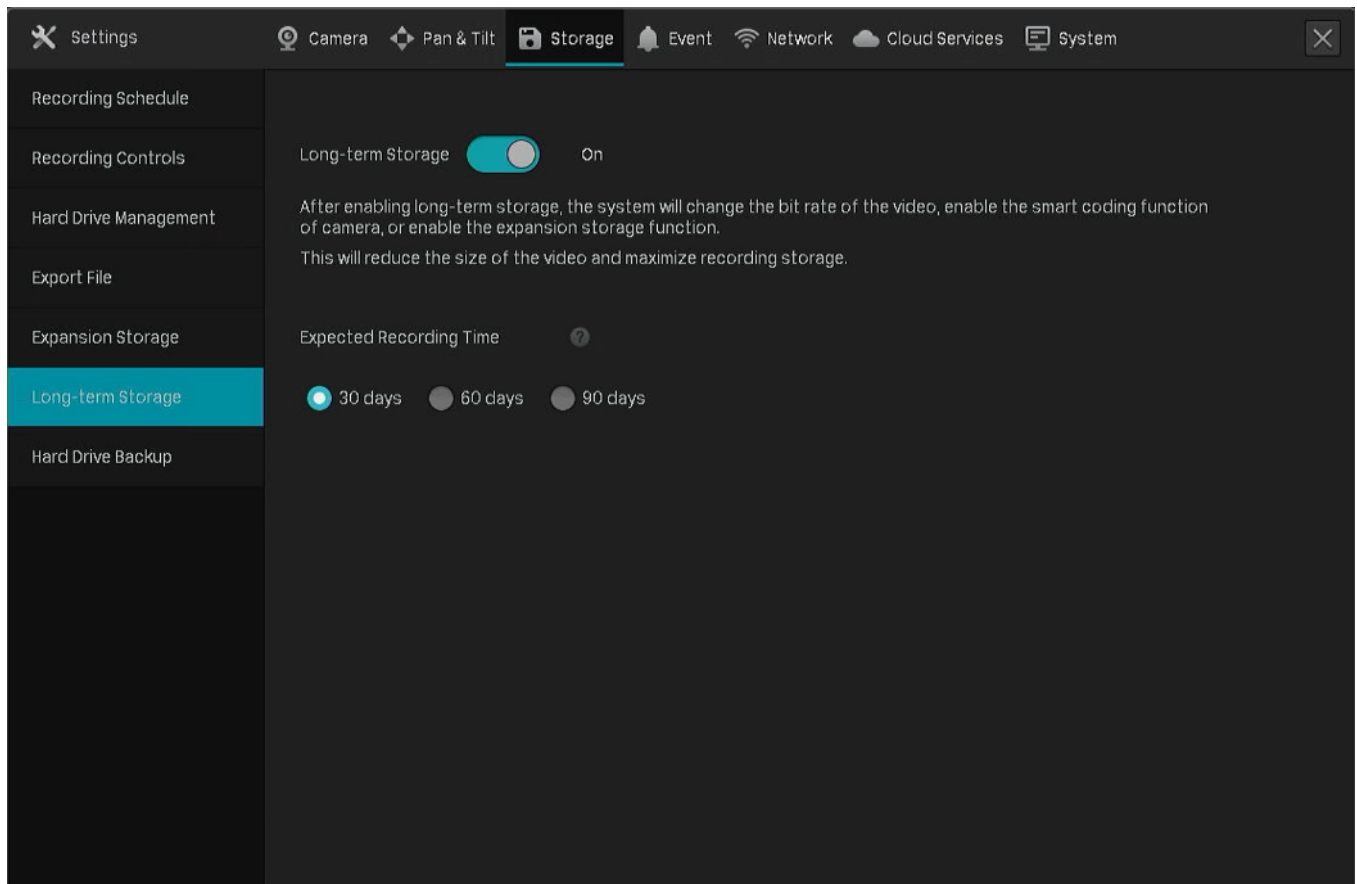 Settings
Camera
Pan & Tilt
Storage
Event
Network
Cloud Services
System
Recording Schedule
Recording Controls
Hard Drive Management
Export File
Expansion Storage
Long-term Storage
Hard Drive Backup
Long-term Storage On
After enabling long-term storage, the system will change the bit rate of the video, enable the smart coding function
of camera, or enable the expansion storage function.
This will reduce the size of the video and maximize recording storage.
Expected Recording Time ?
30 days 60 days 90 days